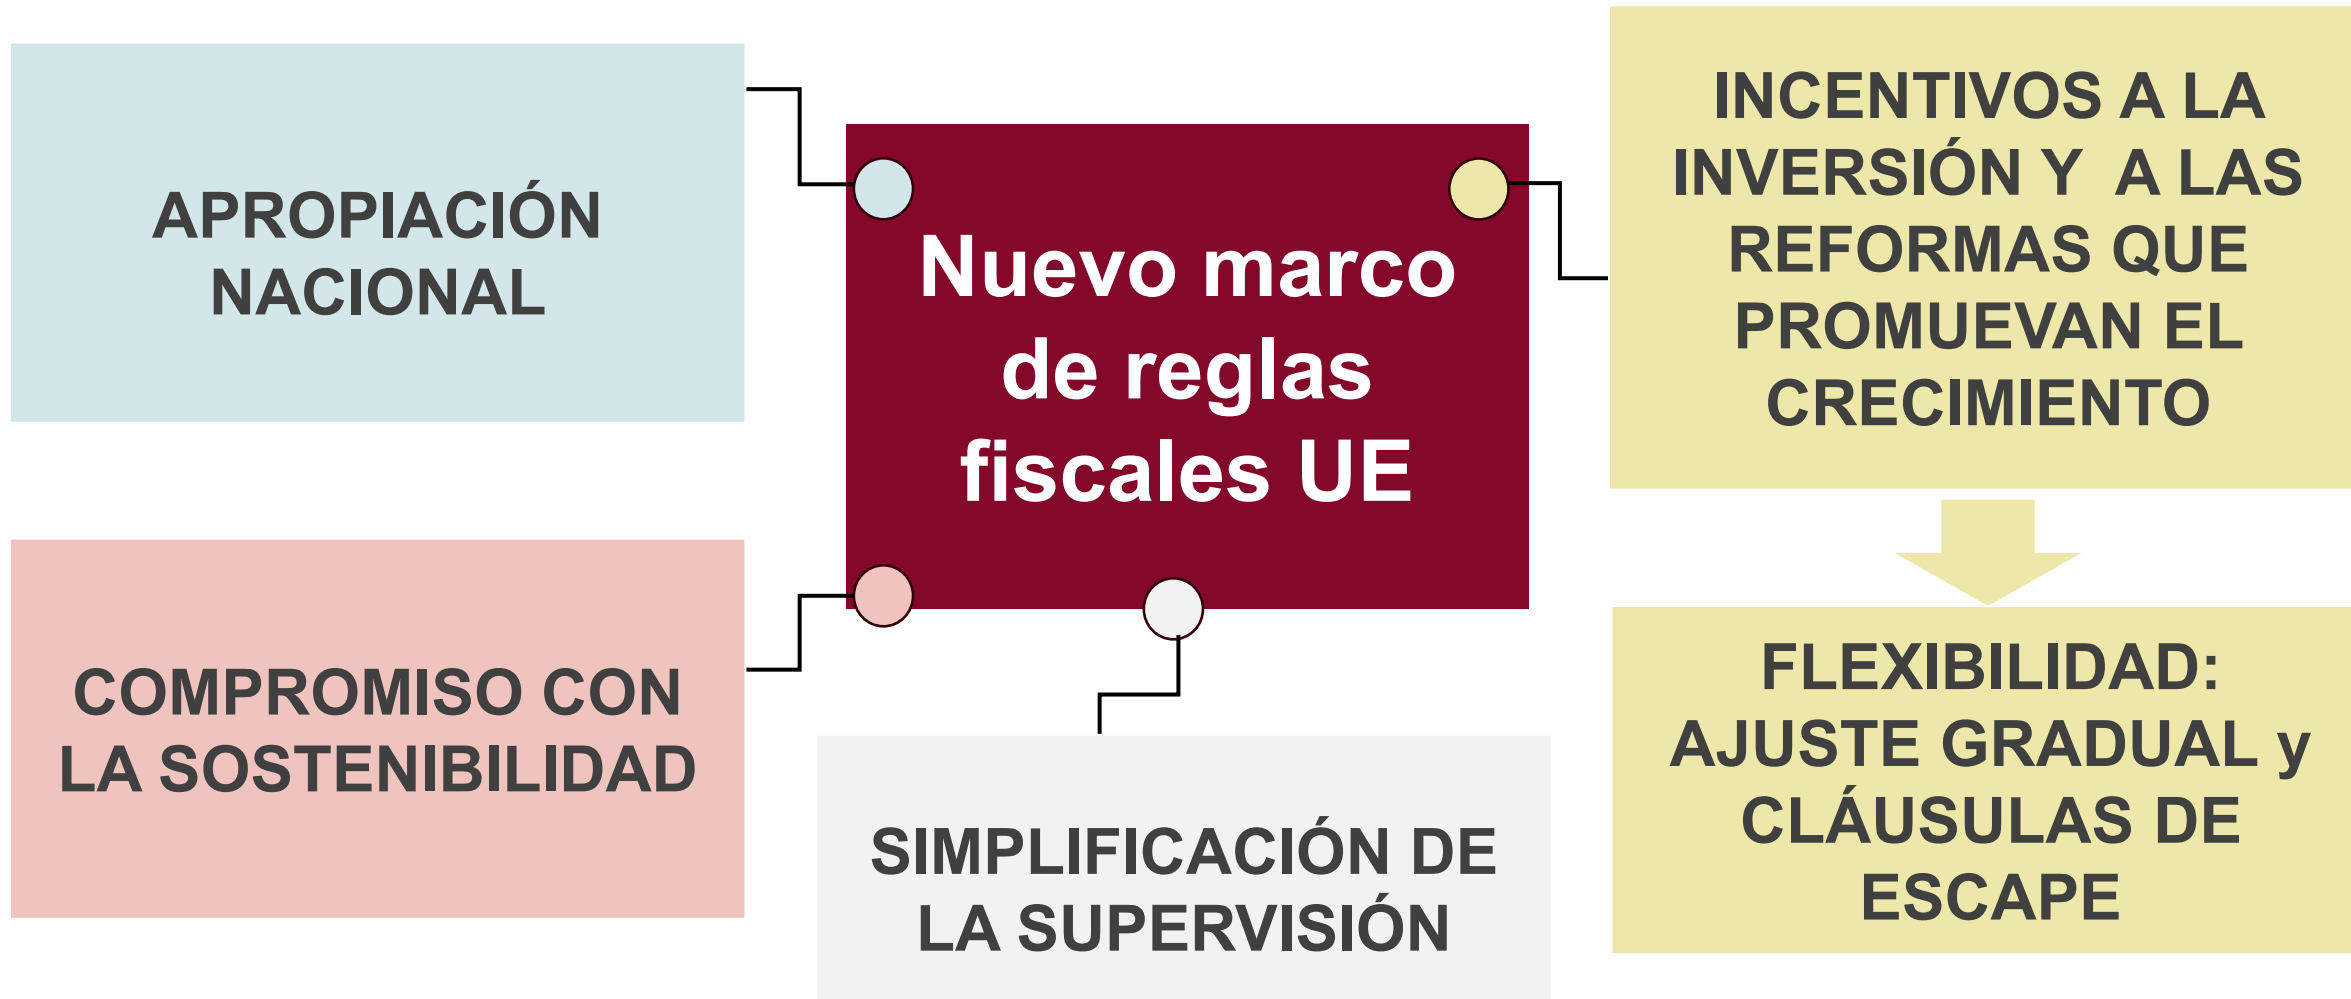 APROPIACIÓN
NACIONAL
Nuevo marco
de reglas
fiscales UE
INCENTIVOS A LA
INVERSIÓN Y  A LAS
REFORMAS QUE
PROMUEVAN EL
CRECIMIENTO
COMPROMISO CON
LA SOSTENIBILIDAD
SIMPLIFICACIÓN DE
LA SUPERVISIÓN
FLEXIBILIDAD:
AJUSTE GRADUAL y
CLÁUSULAS DE
ESCAPE